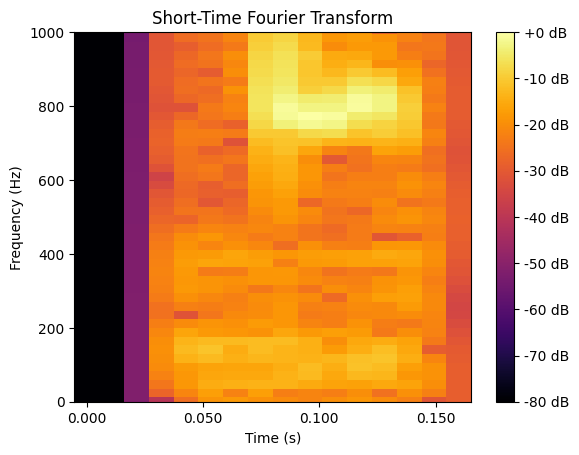 Short-Time Fourier Transform
1000
800
600
400
200
0
Frequency (Hz)
0.000
0.050
0.100
0.150
Time (s)
+0 dB
-10 dB
-20 dB
-30 dB
-40 dB
-50 dB
-60 dB
-70 dB
-80 dB